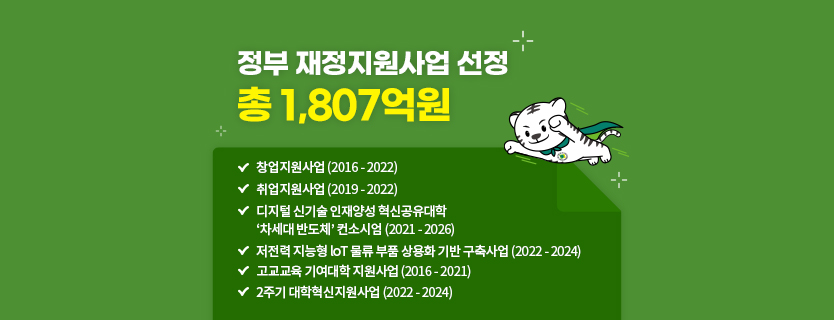 정부 재정지원사업 선정
총 1,807억원
창업지원사업 (2016 - 2022)
취업지원사업 (2019 - 2022)
디지털 신기술 인재양성 혁신공유대학
‘차세대 반도체’ 컨소시엄 (2021 - 2026)
저전력 지능형 IoT 물류 부품 상용화 기반 구축사업 (2022 - 2024)
고교교육 기여대학 지원사업 (2016 - 2021)
2주기 대학혁신지원사업 (2022 - 2024)